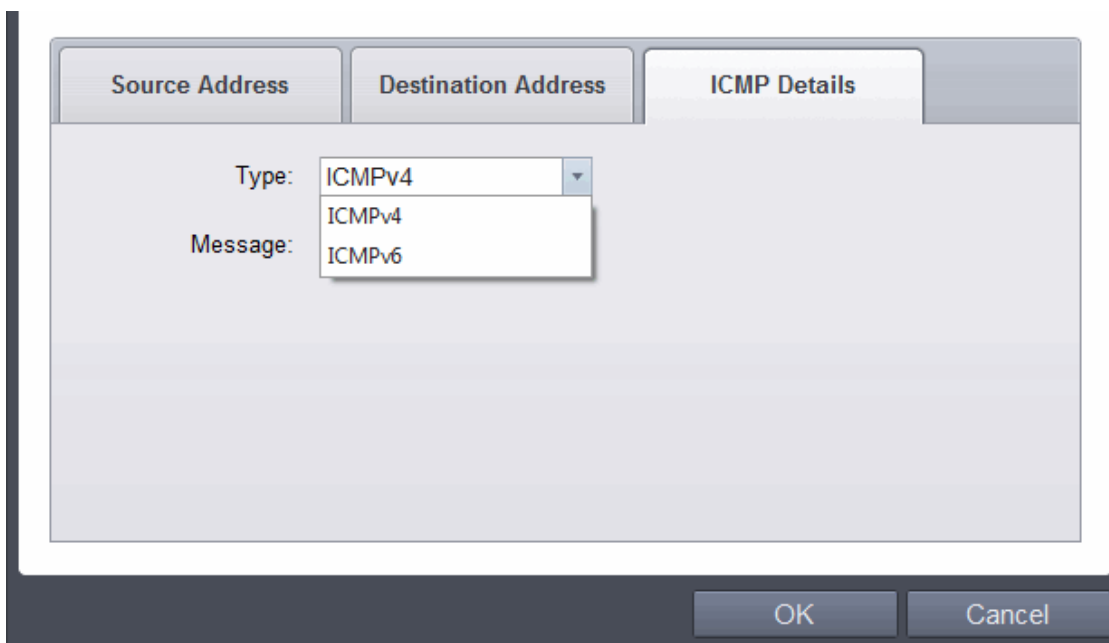 Source Address
Destination Address
ICMP Details
Type:
ICMPv4
ICMPv4
Message:
ICMPv6
OK
Cancel